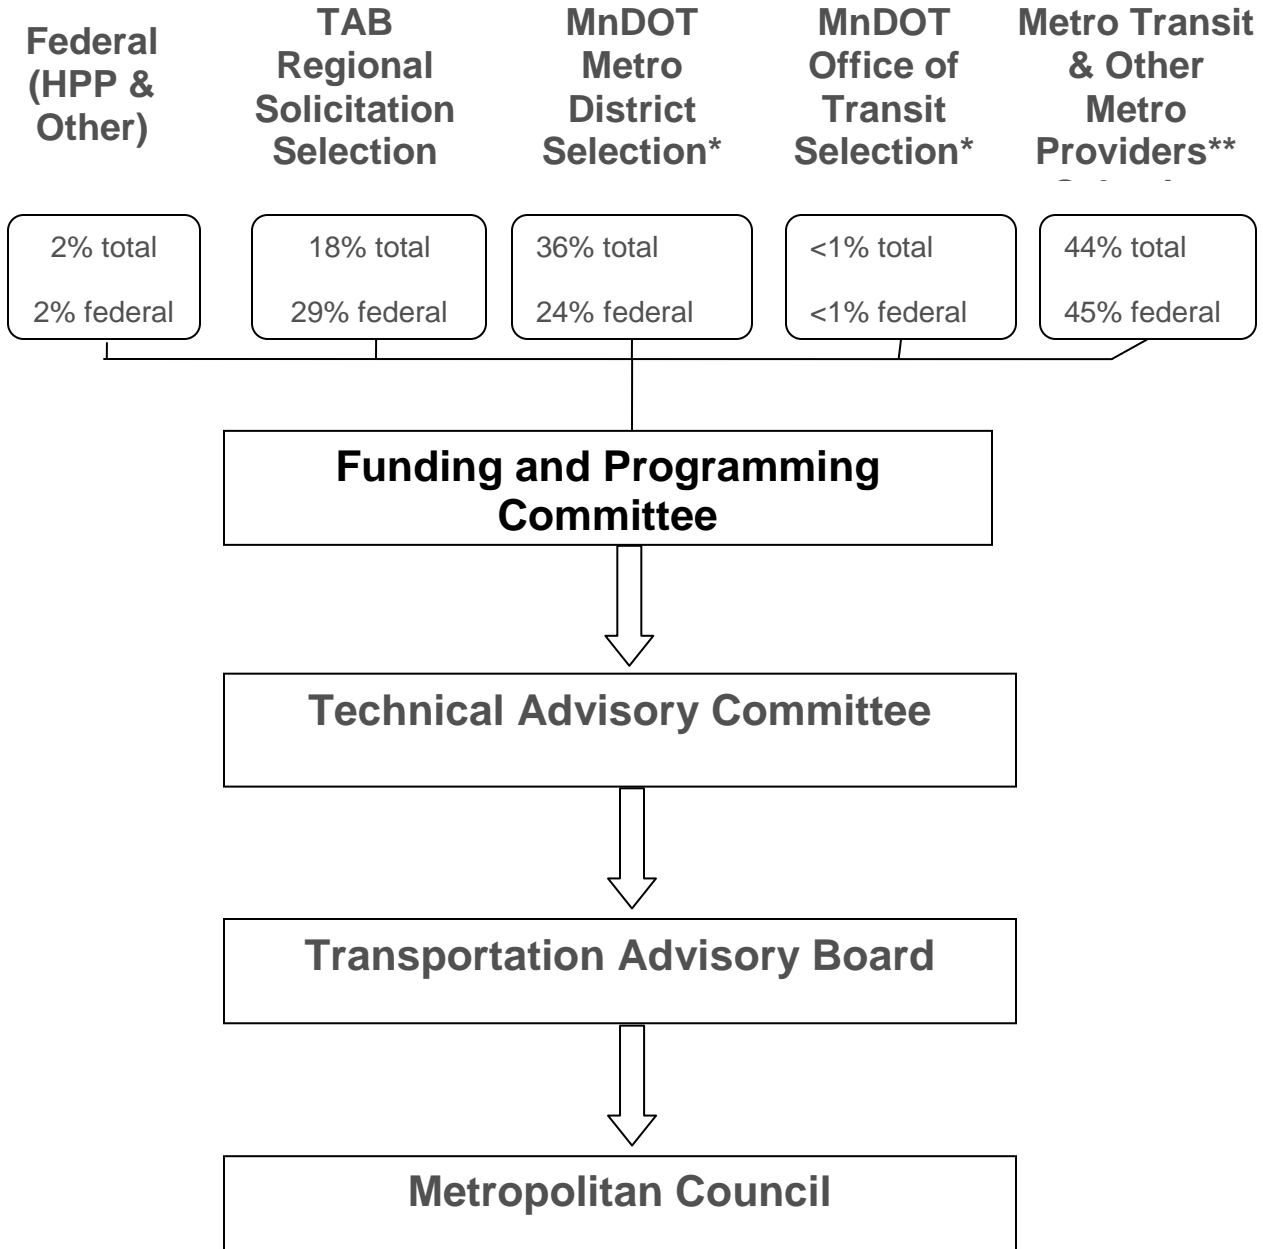 Federal
(HPP &
Other)
TAB
Regional
Solicitation
Selection
MnDOT
Metro
District
Selection*
MnDOT
Office of
Transit
Selection*
Metro Transit
& Other
Metro
Providers**
2% total
2% federal
18% total
29% federal
36% total
24% federal
<1% total
<1% federal
44% total
45% federal
Funding and Programming
Committee
Technical Advisory Committee
Transportation Advisory Board
Metropolitan Council